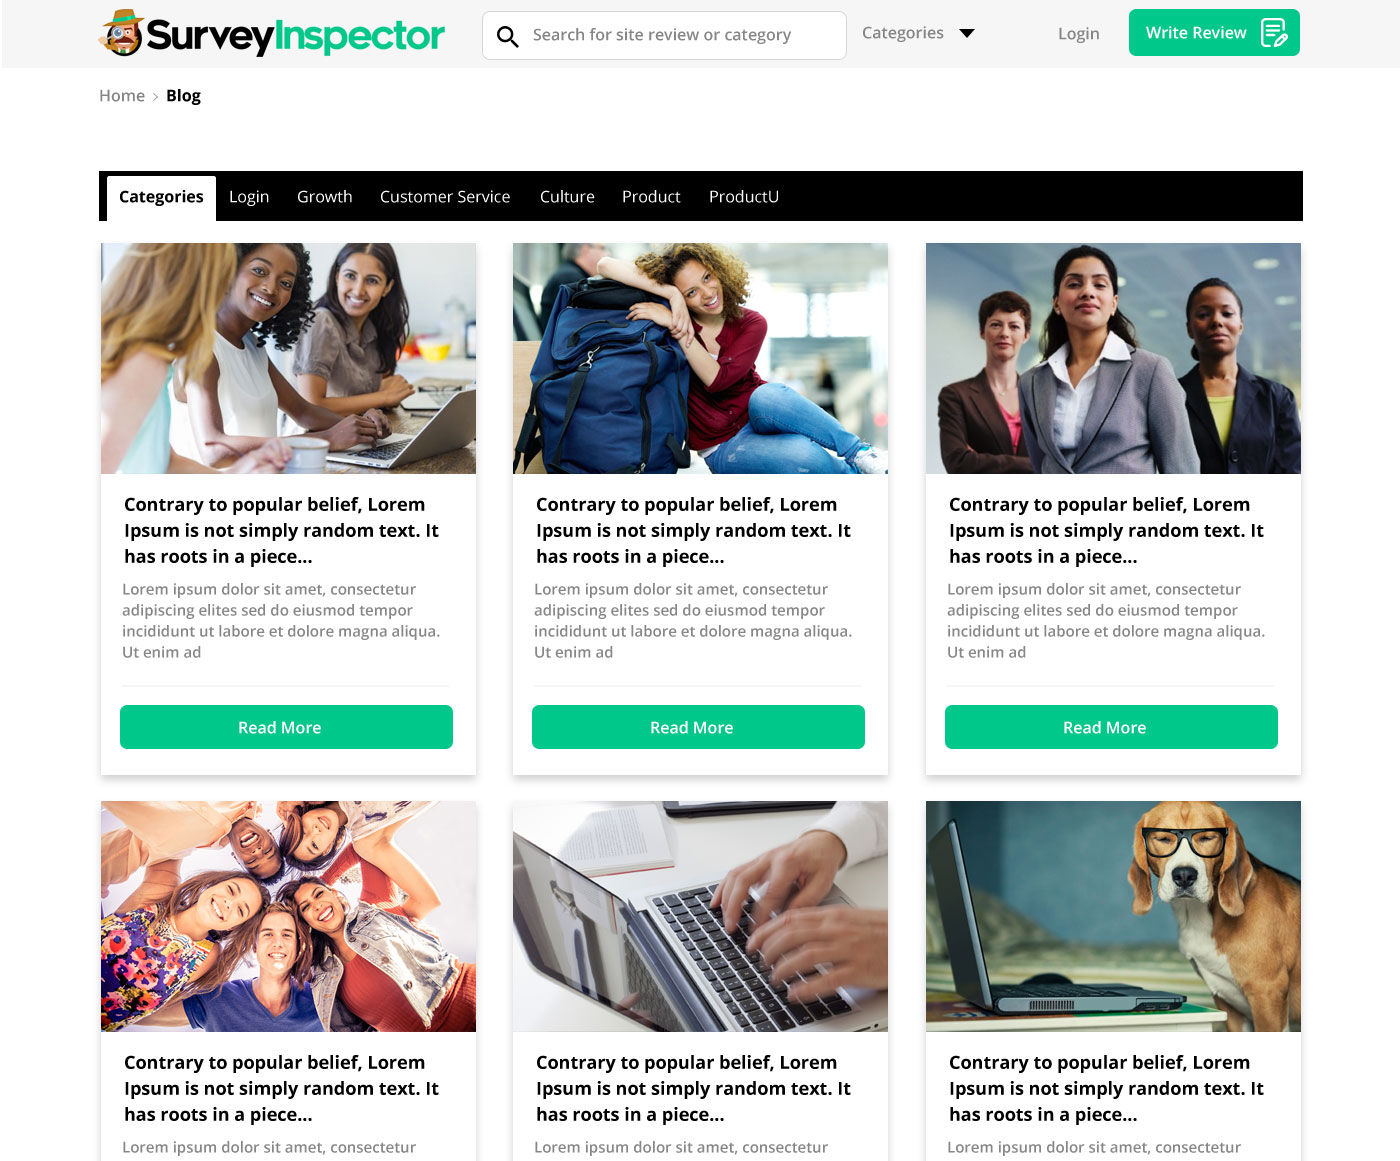 SurveyInspector
Search for site review or category
Categories
Login
Write Review
Home > Blog
Categories Login Growth Customer Service Culture Product ProductU
Contrary to popular belief, Lorem
Ipsum is not simply random text. It
has roots in a piece...
Lorem ipsum dolor sit amet, consectetur
adipiscing elites sed do eiusmod tempor
incididunt ut labore et dolore magna aliqua.
Ut enim ad
Read More
Contrary to popular belief, Lorem
Ipsum is not simply random text. It
has roots in a piece...
Lorem ipsum dolor sit amet, consectetur
adipiscing elites sed do eiusmod tempor
incididunt ut labore et dolore magna aliqua.
Ut enim ad
Read More
Contrary to popular belief, Lorem
Ipsum is not simply random text. It
has roots in a piece...
Lorem ipsum dolor sit amet, consectetur
adipiscing elites sed do eiusmod tempor
incididunt ut labore et dolore magna aliqua.
Ut enim ad
Read More
Contrary to popular belief, Lorem
Ipsum is not simply random text. It
has roots in a piece...
Lorem ipsum dolor sit amet, consectetur
Contrary to popular belief, Lorem
Ipsum is not simply random text. It
has roots in a piece...
Lorem ipsum dolor sit amet, consectetur
Contrary to popular belief, Lorem
Ipsum is not simply random text. It
has roots in a piece...
Lorem ipsum dolor sit amet, consectetur